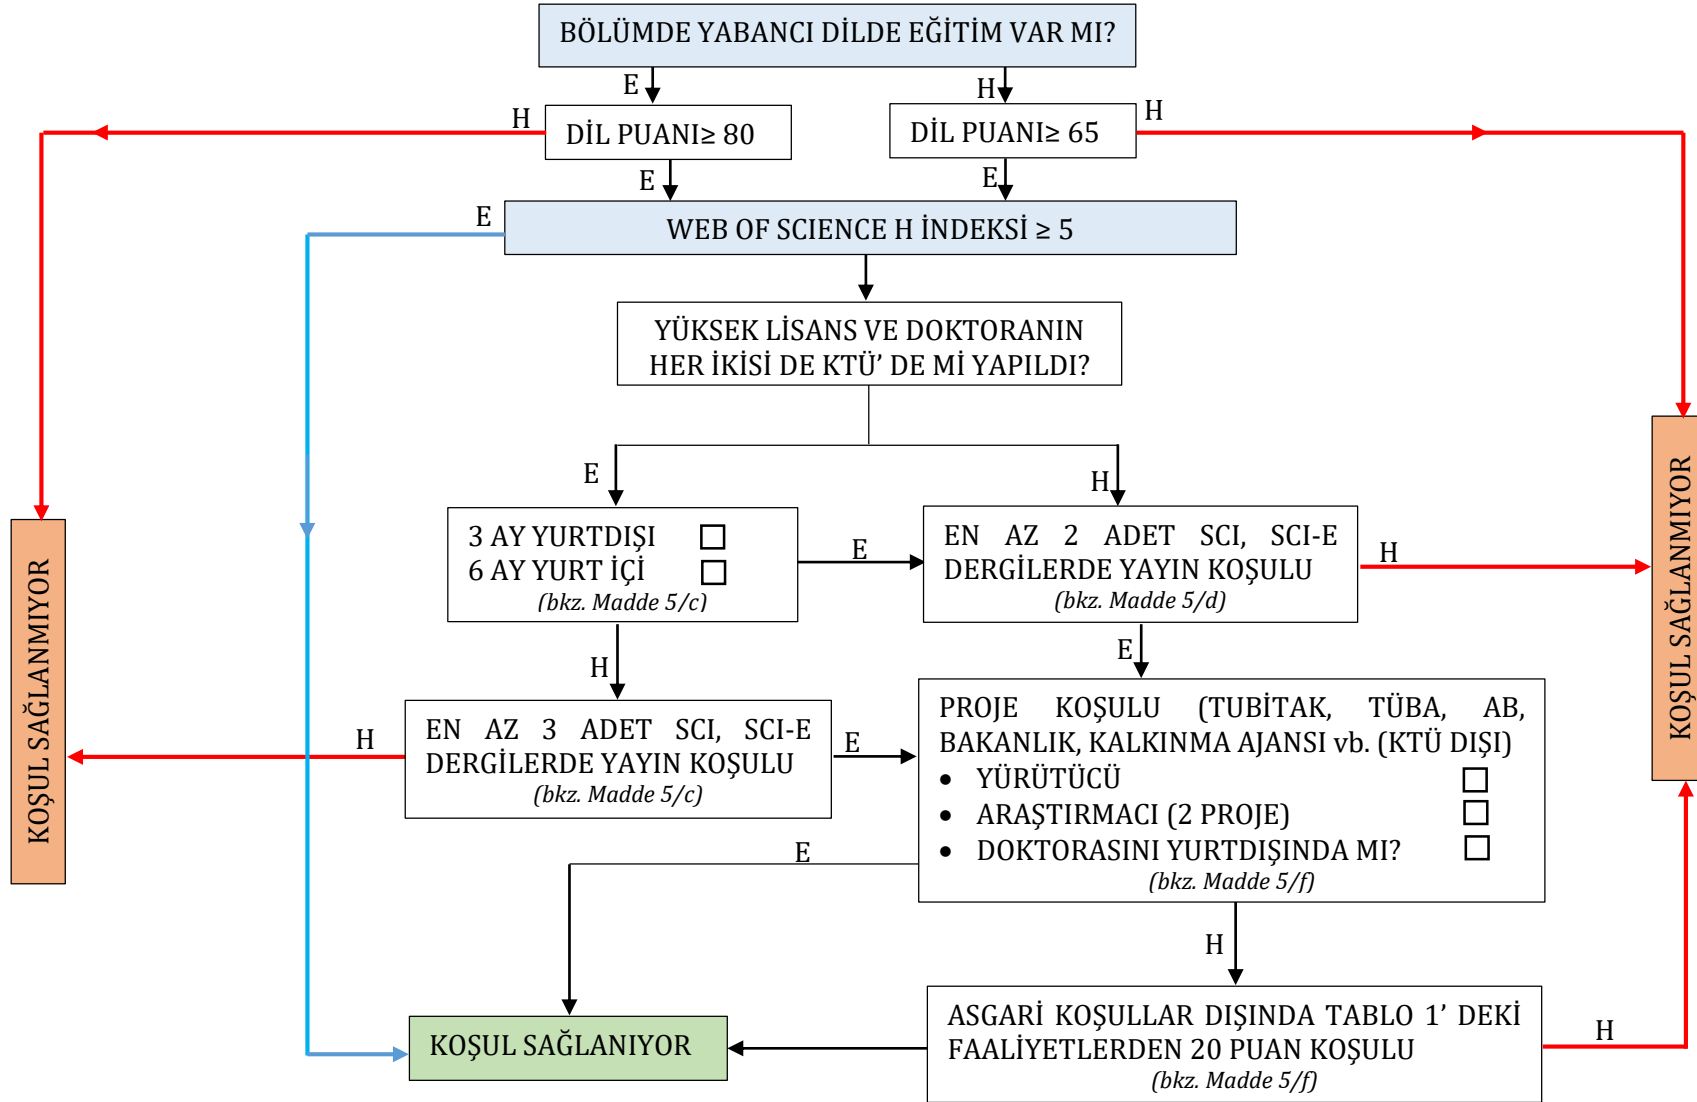 BÖLÜMDE YABANCI DİLDE EĞİTİM VAR MI?
E
H
H
DİL PUANI≥ 80
DİL PUANI≥ 65
H
E
E
E
WEB OF SCIENCE H İNDEKSİ ≥ 5
YÜKSEK LİSANS VE DOKTORANIN
HER İKİSİ DE KTÜ' DE Mİ YAPILDI?
E
H
3 AY YURTDIŞI
6 AY YURT İÇİ
(bkz. Madde 5/c)
E
EN AZ 2 ADET SCI, SCI-E
DERGİLERDE YAYIN KOŞULU
(bkz. Madde 5/d)
H
KOŞUL SAĞLANMIYOR
KOŞUL SAĞLANMIYOR
H
E
H
EN AZ 3 ADET SCI, SCI-E
DERGİLERDE YAYIN KOŞULU
(bkz. Madde 5/c)
E
PROJE KOŞULU (TUBİTAK, TÜBA, AB,
BAKANLIK, KALKINMA AJANSI vb. (KTÜ DIŞI)
• YÜRÜTÜCÜ
• ARAŞTIRMACI (2 PROJE)
• DOKTORASINI YURTDIŞINDA MI?
(bkz. Madde 5/f)
E
H
KOŞUL SAĞLANIYOR
ASGARİ KOŞULLAR DIŞINDA TABLO 1' DEKİ
FAALİYETLERDEN 20 PUAN KOŞULU
(bkz. Madde 5/f)
H